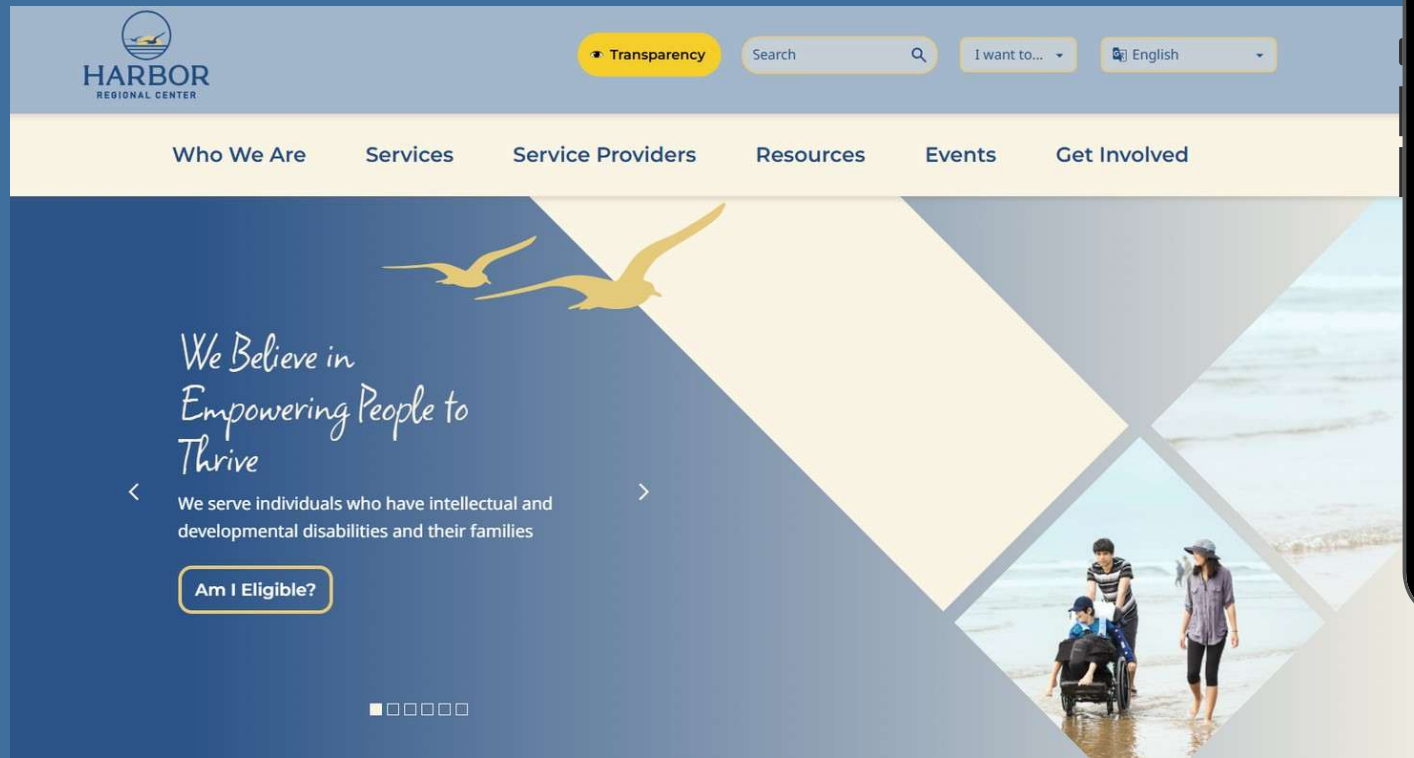 HARBOR
REGIONAL CENTER
Transparency
Search
I want to...
English
Who We Are
Services
Service Providers
Resources
Events
Get Involved
We Believe in
Empowering People to
Thrive
We serve individuals who have intellectual and
developmental disabilities and their families
Am I Eligible?